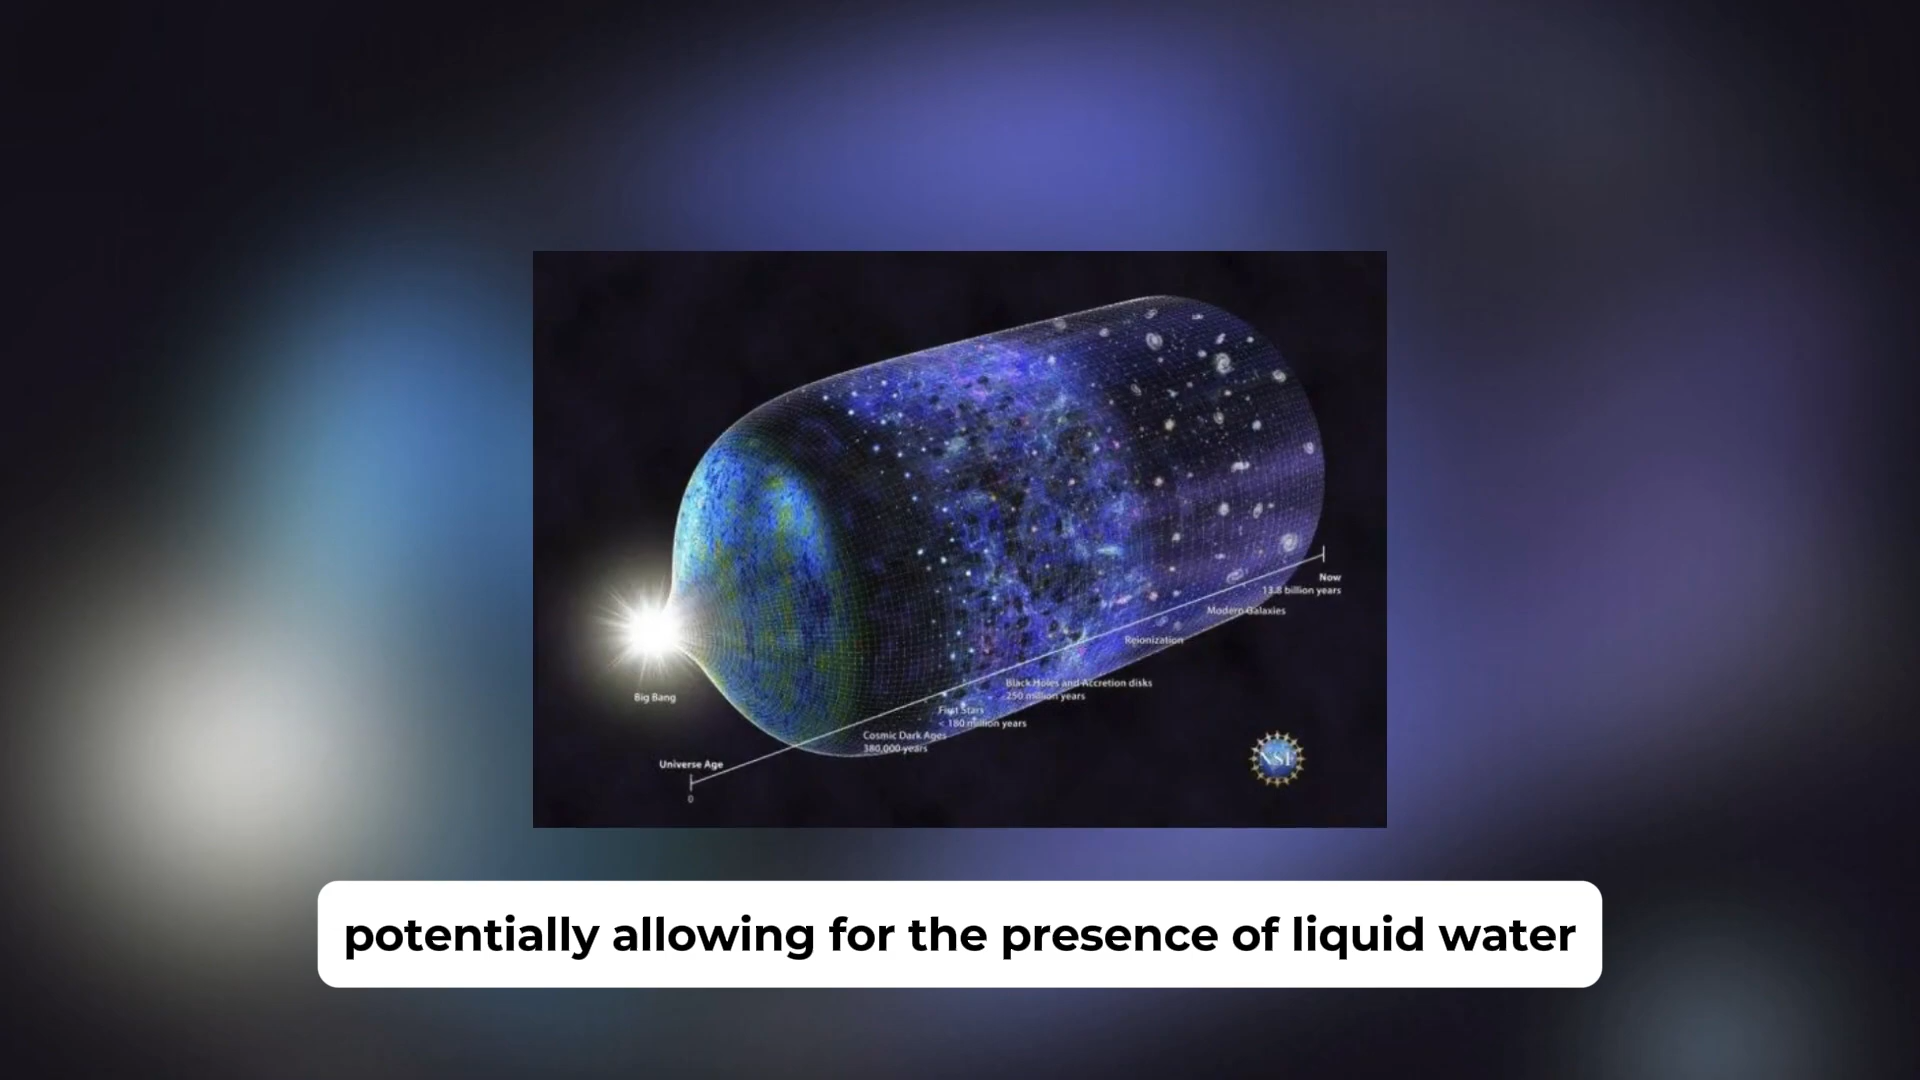 Now
13.8 billion years
Modern Galaxies
Reionization
Black Holes and Accretion disks
250 million years
First Stars
< 180 million years
Cosmic Dark Ages
380,000 years
Big Bang
Universe Age
0
NSF
potentially allowing for the presence of liquid water